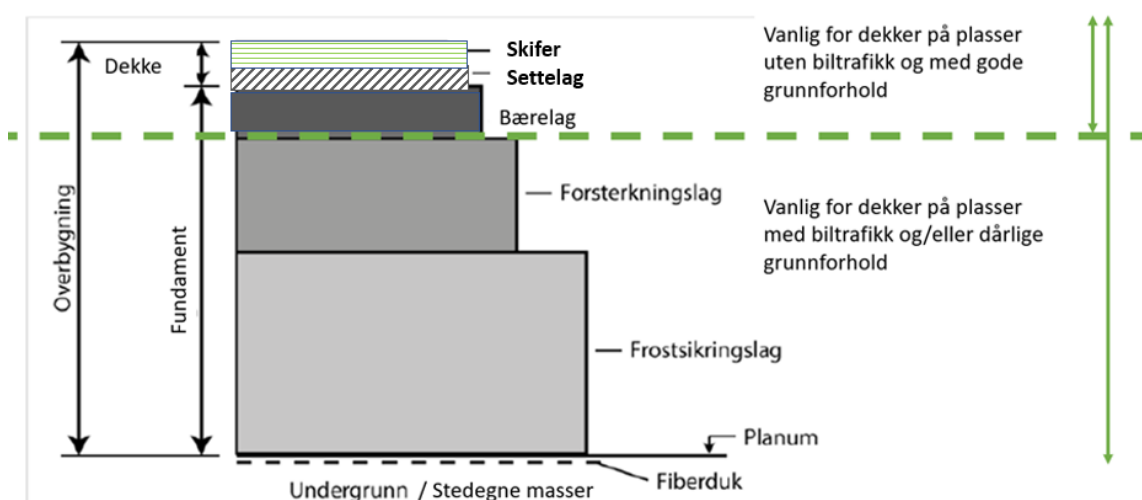 Skifer
Dekke
Settelag
Bærelag
Vanlig for dekker på plasser
uten biltrafikk og med gode
grunnforhold
Overbygning
Fundament
Forsterkningslag
Vanlig for dekker på plasser
med biltrafikk og/eller dårlige
grunnforhold
Frostsikringslag
Planum
Fiberduk
Undergrunn / Stedegne masser